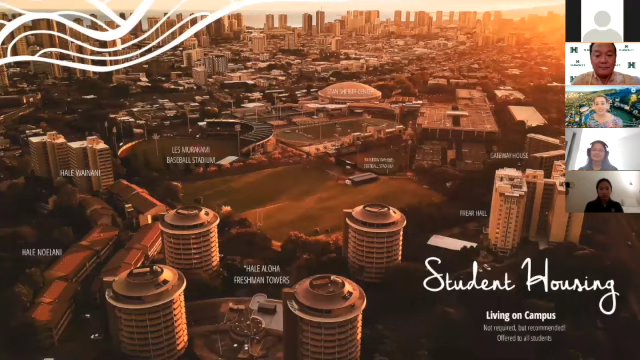 STAN SHERIFF CENTER
LES MURAKAMI
BASEBALL STADIUM
HALE WAINANI
GATEWAY HOUSE
FREAR HALL
HALE NOELANI
*HALE ALOHA
FRESHMAN TOWERS
Student Housing
Living on Campus
Not required, but recommended!
Offered to all students